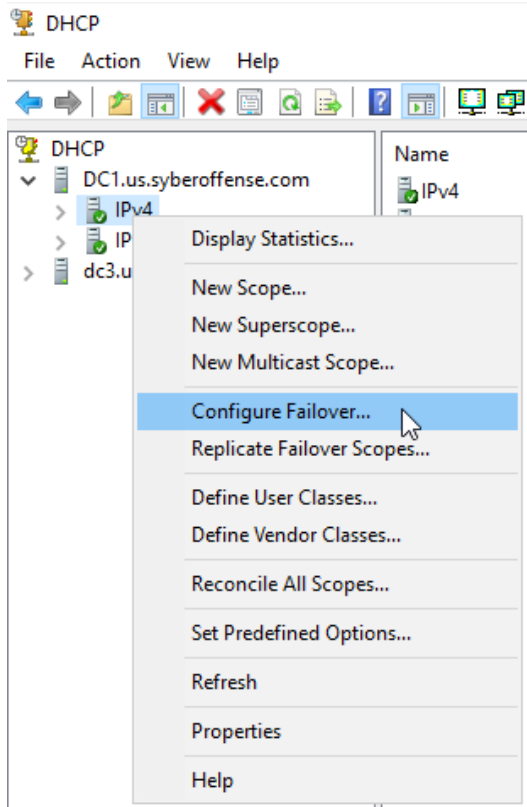 DHCP
File Action View Help
DHCP
Name
DC1.us.syberoffense.com
IPv4
IPv4
IP
dc3.u
Display Statistics...
New Scope...
New Superscope...
New Multicast Scope...
Configure Failover...
Replicate Failover Scopes...
Define User Classes...
Define Vendor Classes...
Reconcile All Scopes...
Set Predefined Options...
Refresh
Properties
Help